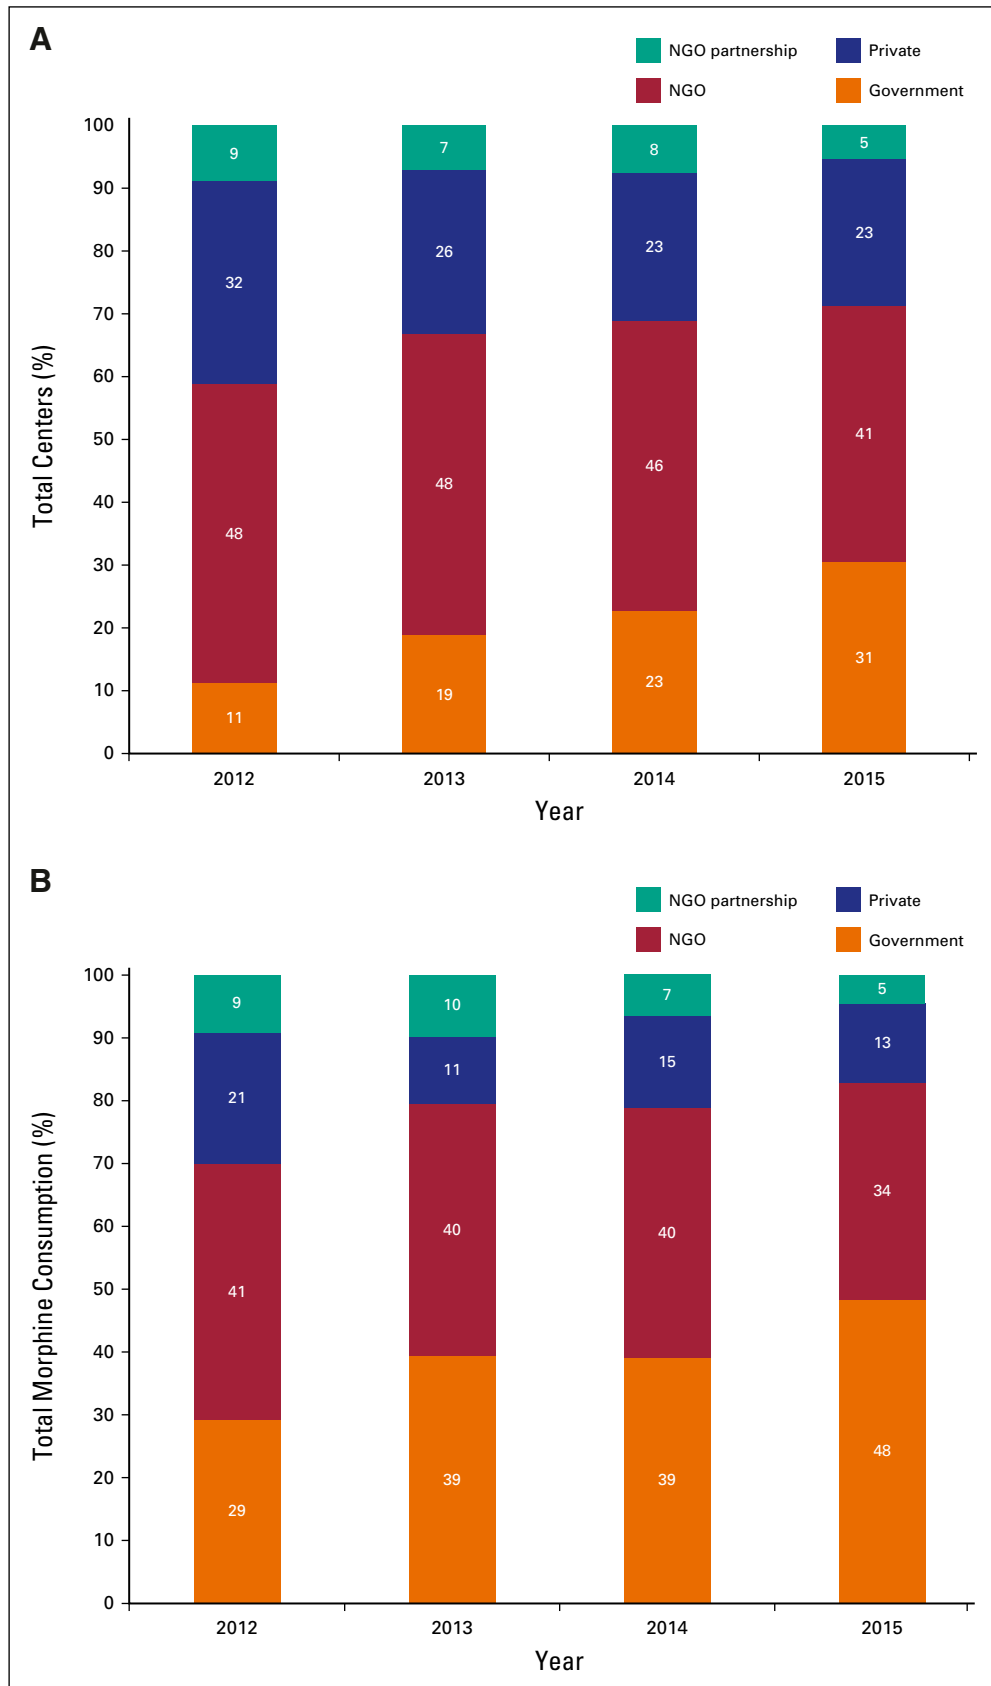 A
NGO partnership Private
NGO Government
100
90
80
70
60
50
40
30
20
10
0
Total Centers (%)
9 7 8 5
32 26 23 23
48 48 46 41
11 19 23 31
2012 2013 2014 2015
Year
B
NGO partnership Private
NGO Government
100
90
80
70
60
50
40
30
20
10
0
Total Morphine Consumption (%)
9 10 7 5
21 11 15 13
41 40 40 34
29 39 39 48
2012 2013 2014 2015
Year